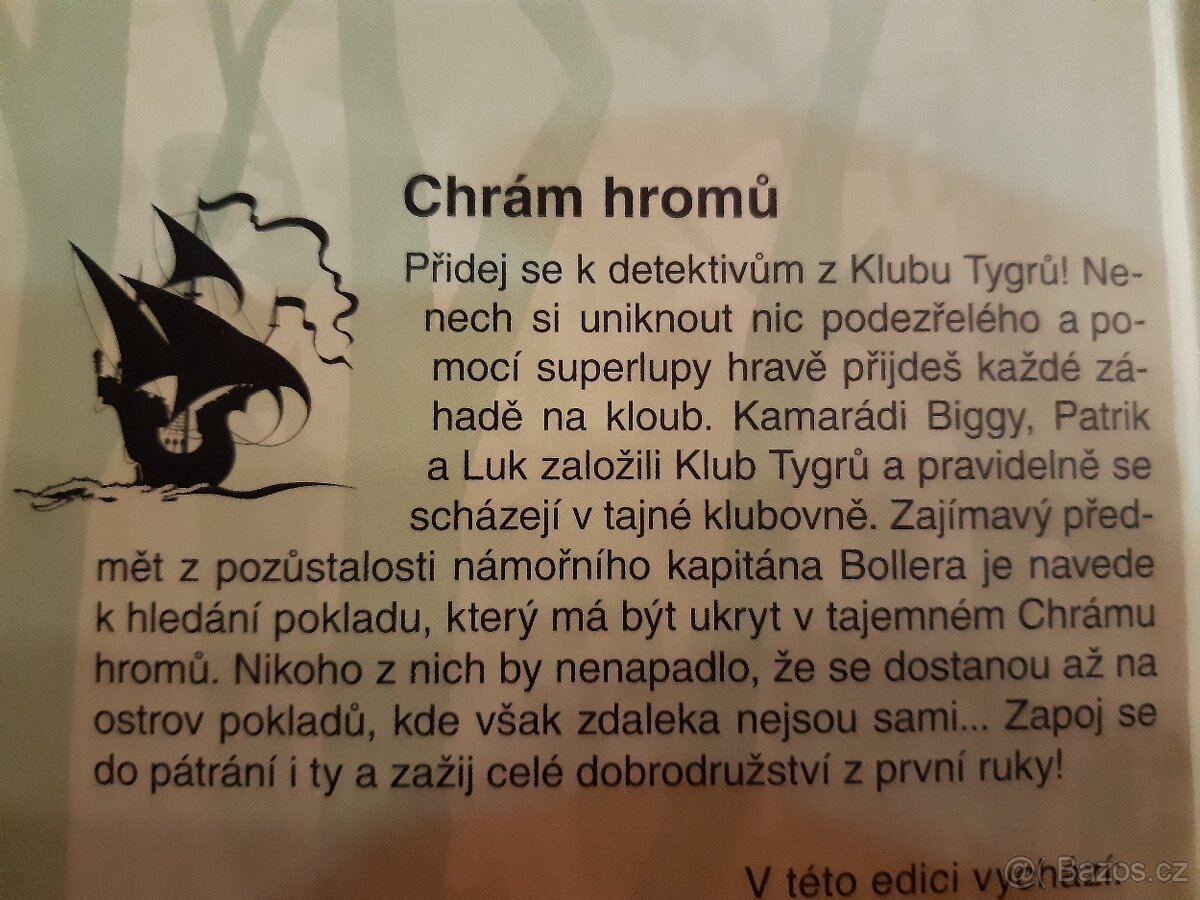 Chrám hromů
Přidej se k detektivům z Klubu Tygrů! Ne-
nech si uniknout nic podezřelého a po-
mocí superlupy hravě přijdeš každé zá-
hadě na kloub. Kamarádi Biggy, Patrik
a Luk založili Klub Tygrů a pravidelně se
scházejí v tajné klubovně. Zajímavý před-
mět z pozůstalosti námořního kapitána Bollera je navede
k hledání pokladu, který má být ukryt v tajemném Chrámu
hromů. Nikoho z nich by nenapadlo, že se dostanou až na
ostrov pokladů, kde však zdaleka nejsou sami... Zapoj se
do pátrání i ty a zažij celé dobrodružství z první ruky!
V této edici vychází:
Bazos.cz